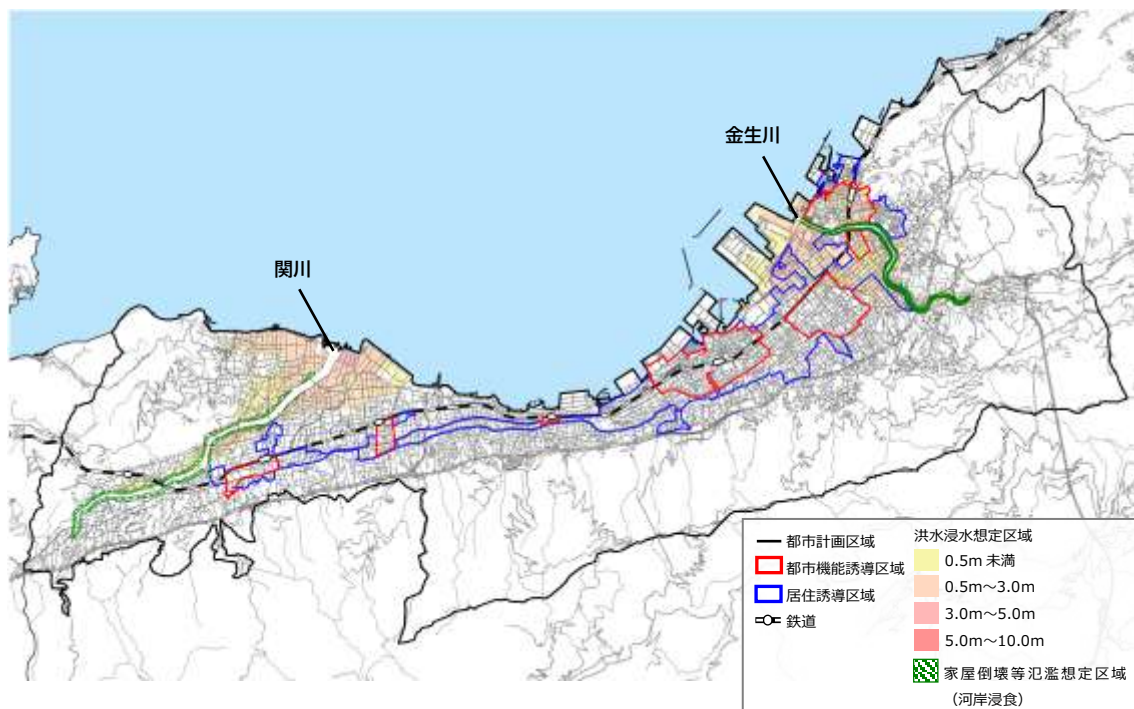 金生川
関川
都市計画区域
都市機能誘導区域
居住誘導区域
鉄道
洪水浸水想定区域
0.5m 未満
0.5m～3.0m
3.0m～5.0m
5.0m～10.0m
家屋倒壊等氾濫想定区域
（河岸浸食）